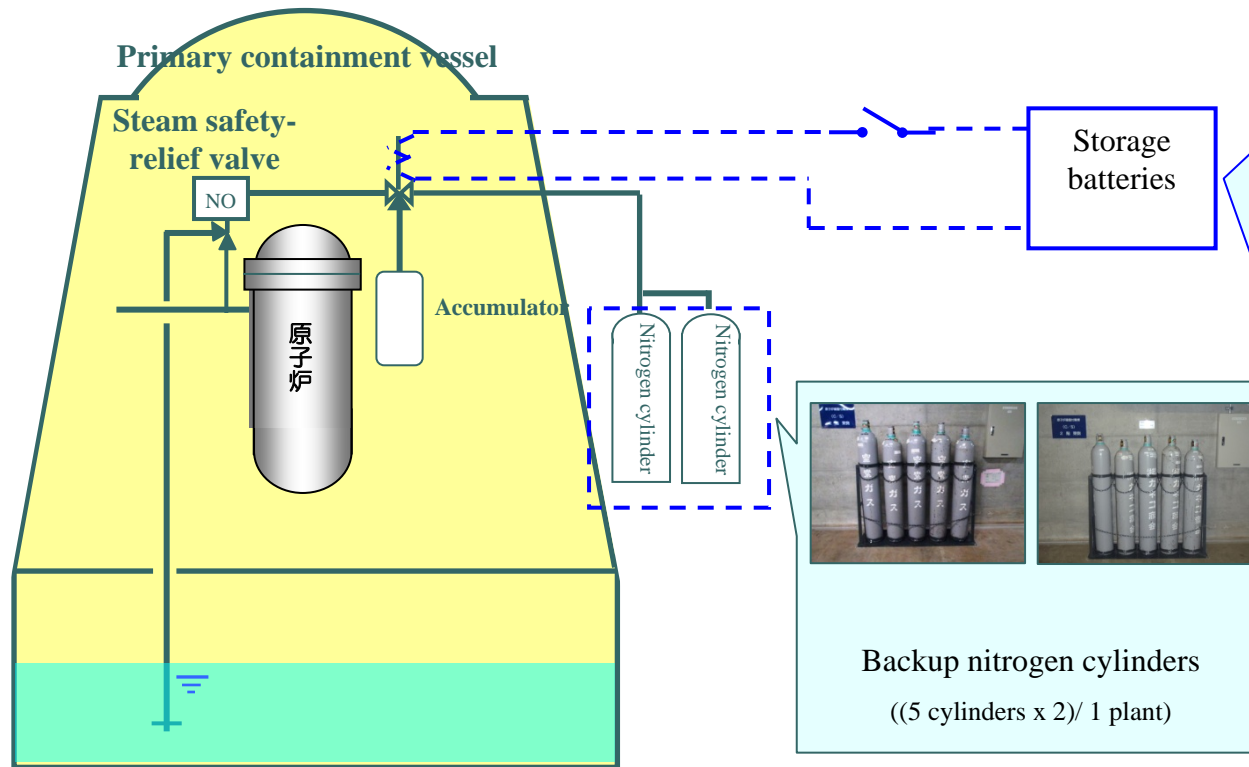 Primary containment vessel
Steam safety-
relief valve
NO
Storage
batteries
Accumulator
原子炉
Nitrogen cylinder
Nitrogen cylinder
Backup nitrogen cylinders
((5 cylinders x 2)/ 1 plant)